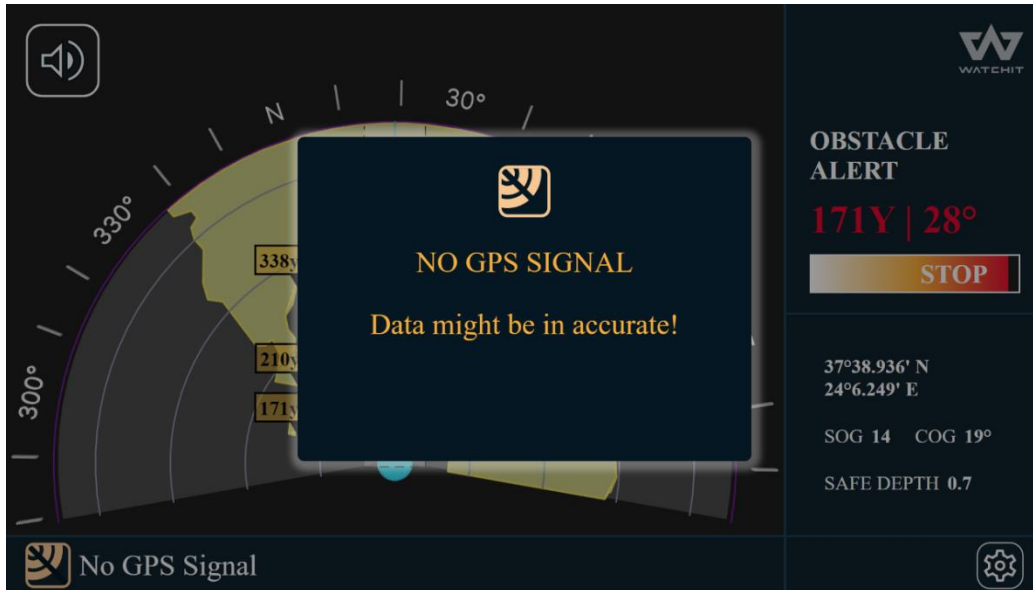 N
30°
330°
300°
338y
210y
171y
NO GPS SIGNAL
Data might be in accurate!
WATCHIT
OBSTACLE
ALERT
171Y | 28°
STOP
37°38.936' N
24°6.249' E
SOG 14 COG 19°
SAFE DEPTH 0.7
No GPS Signal